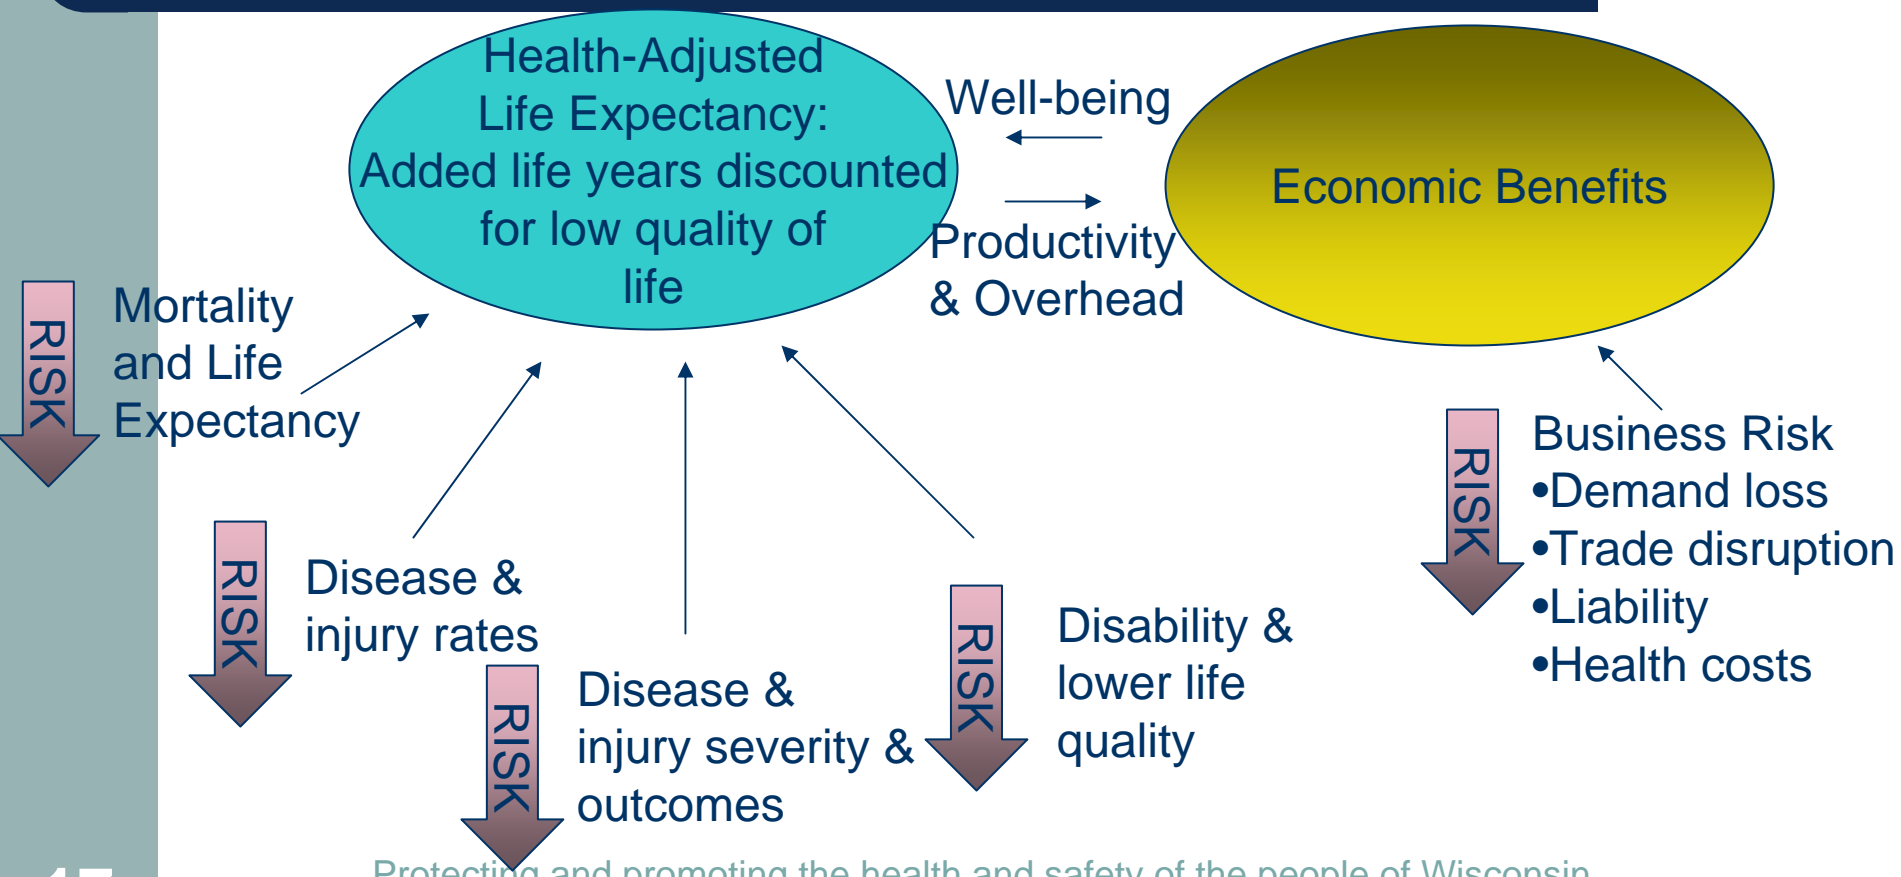 Health-Adjusted
Life Expectancy:
Added life years discounted
for low quality of
life
Well-being
Productivity
& Overhead
Economic Benefits
RISK
Mortality
and Life
Expectancy
RISK
Disease &
injury rates
RISK
Disease &
injury severity &
outcomes
RISK
Disability &
lower life
quality
RISK
Business Risk
•Demand loss
•Trade disruption
•Liability
•Health costs
Protecting and promoting the health and safety of the people of Wisconsin